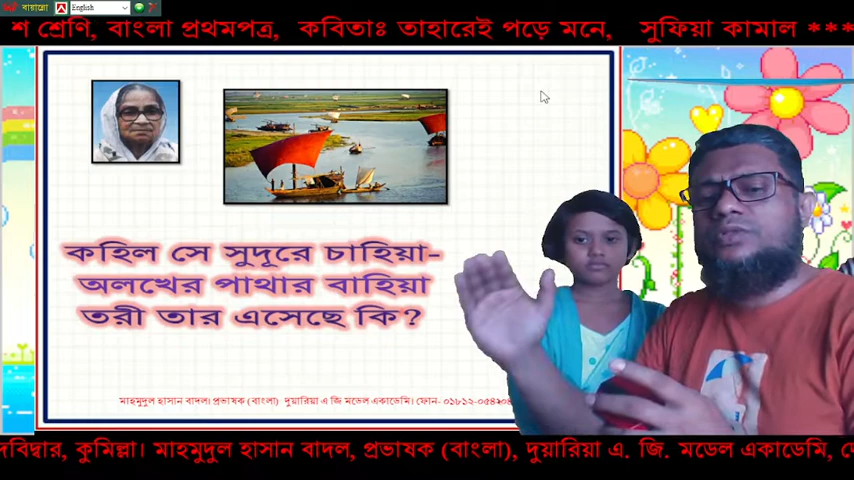 বায়ান্নো English
শ শ্রেণি, বাংলা প্রথমপত্র, কবিতাঃ তাহারেই পড়ে মনে, সুফিয়া কামাল ***
কহিল সে সুদূরে চাহিয়া-
অলখের পাথার বাহিয়া
তরী তার এসেছে কি?
মাহমুদুল হাসান বাদল। প্রভাষক (বাংলা) দুয়ারিয়া এ জি মডেল একাডেমি। ফোন-
দেবিদ্বার, কুমিল্লা। মাহমুদুল হাসান বাদল, প্রভাষক (বাংলা), দুয়ারিয়া এ. জি. মডেল একাডেমি,